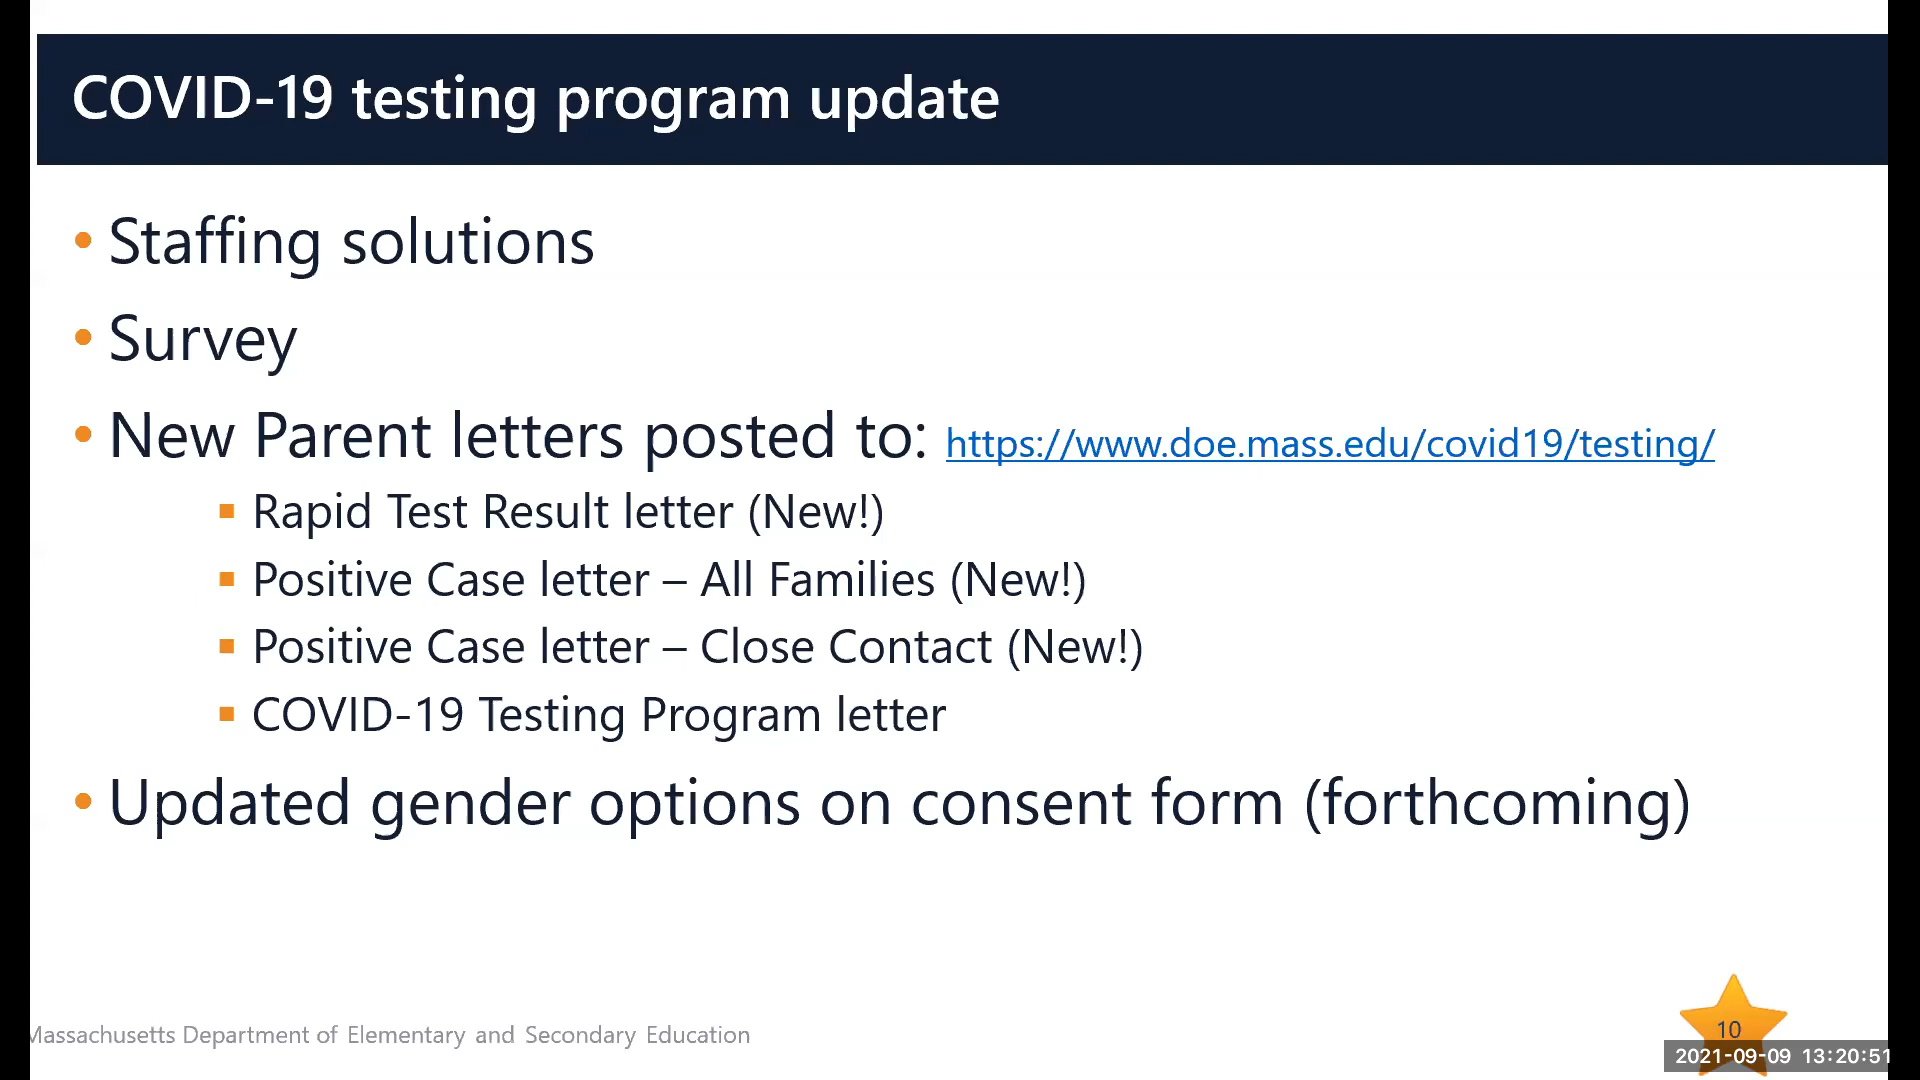 COVID-19 testing program update
• Staffing solutions
• Survey
• New Parent letters posted to: https://www.doe.mass.edu/covid19/testing/
▪ Rapid Test Result letter (New!)
▪ Positive Case letter – All Families (New!)
▪ Positive Case letter – Close Contact (New!)
▪ COVID-19 Testing Program letter
• Updated gender options on consent form (forthcoming)
Massachusetts Department of Elementary and Secondary Education
10
2021-09-09 13:20:51